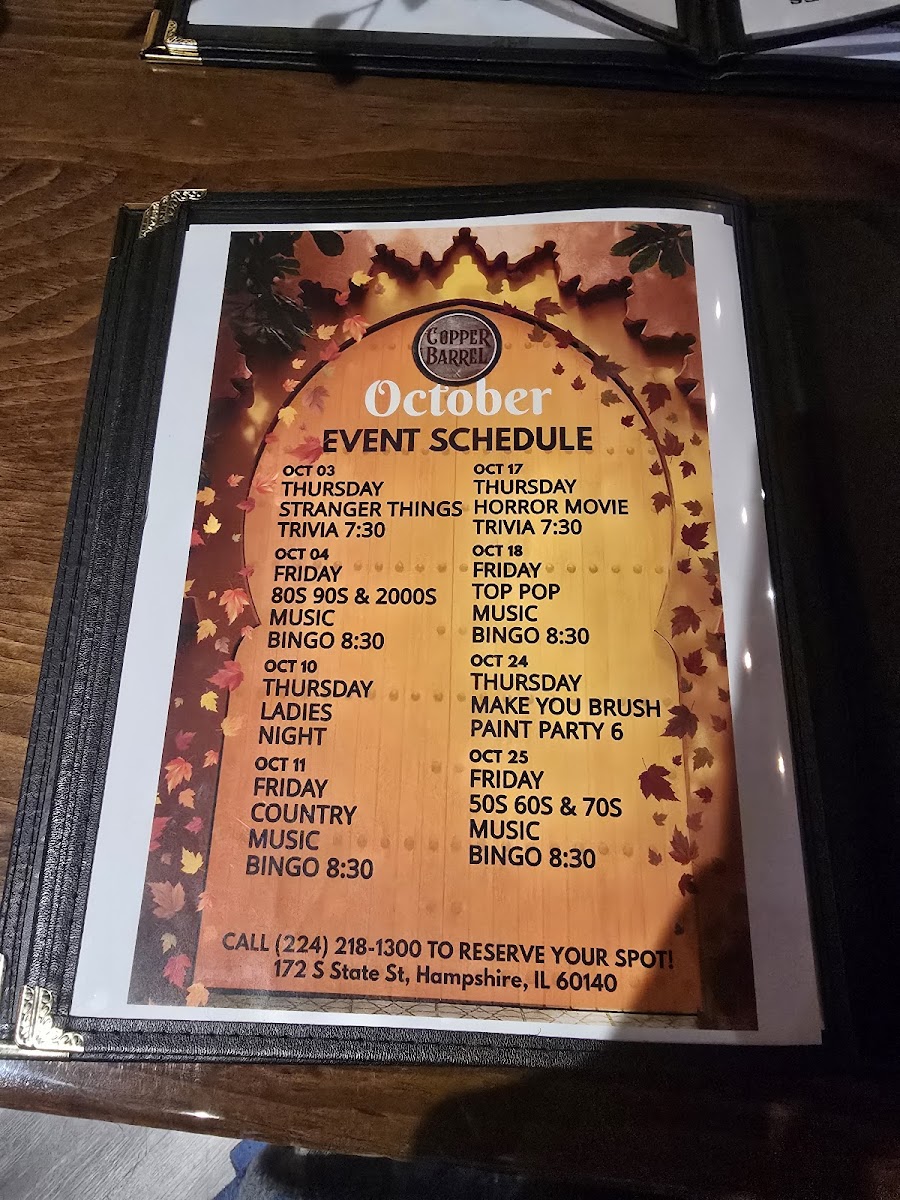 COPPER
BARREL
October
EVENT SCHEDULE
OCT 03
THURSDAY
STRANGER THINGS
TRIVIA 7:30
OCT 04
FRIDAY
80S 90S & 2000S
MUSIC
BINGO 8:30
OCT 10
THURSDAY
LADIES
NIGHT
OCT 11
FRIDAY
COUNTRY
MUSIC
BINGO 8:30
OCT 17
THURSDAY
HORROR MOVIE
TRIVIA 7:30
OCT 18
FRIDAY
TOP POP
MUSIC
BINGO 8:30
OCT 24
THURSDAY
MAKE YOU BRUSH
PAINT PARTY 6
OCT 25
FRIDAY
50S 60S & 70S
MUSIC
BINGO 8:30
CALL (224) 218-1300 TO RESERVE YOUR SPOT!
172 S State St, Hampshire, IL 60140